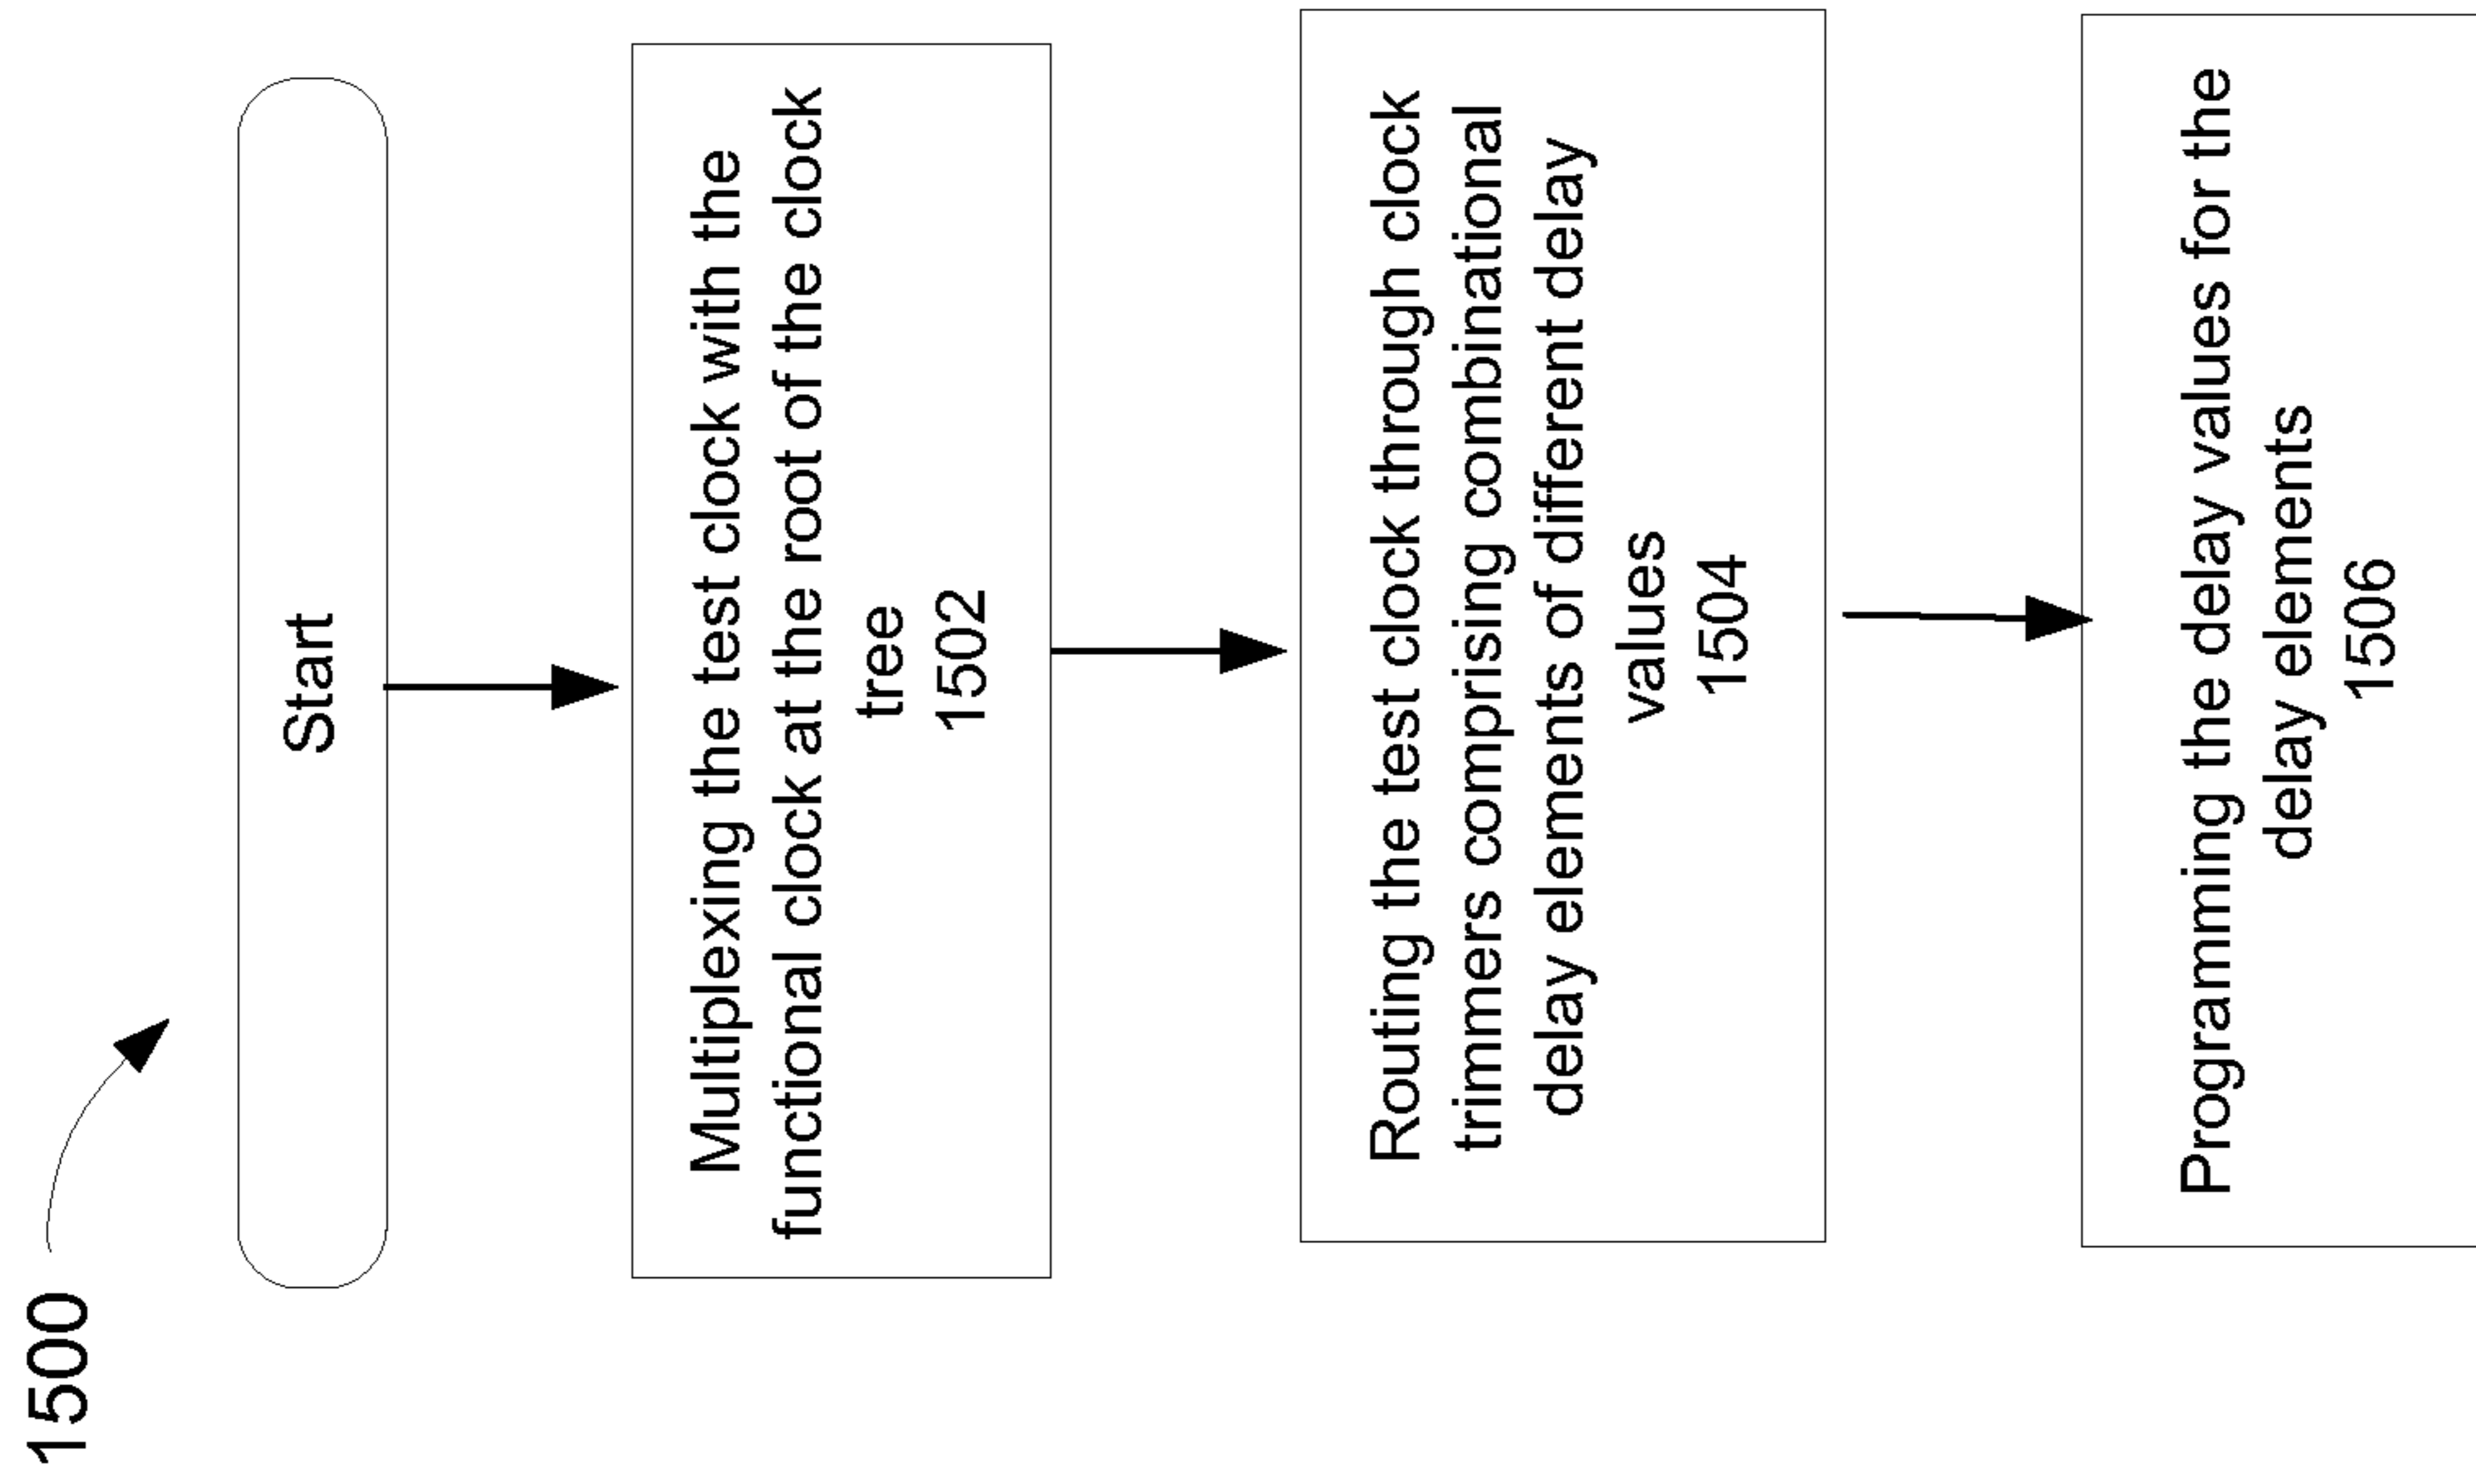 1500
Start
Multiplexing the test clock with the
functional clock at the root of the clock
tree
1502
Routing the test clock through clock
trimmers comprising combinational
delay elements of different delay
values
1504
Programming the delay values for the
delay elements
1506